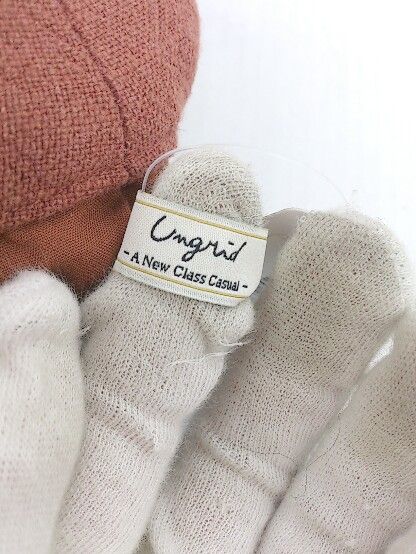 Ungrid
- A New Class Casual -